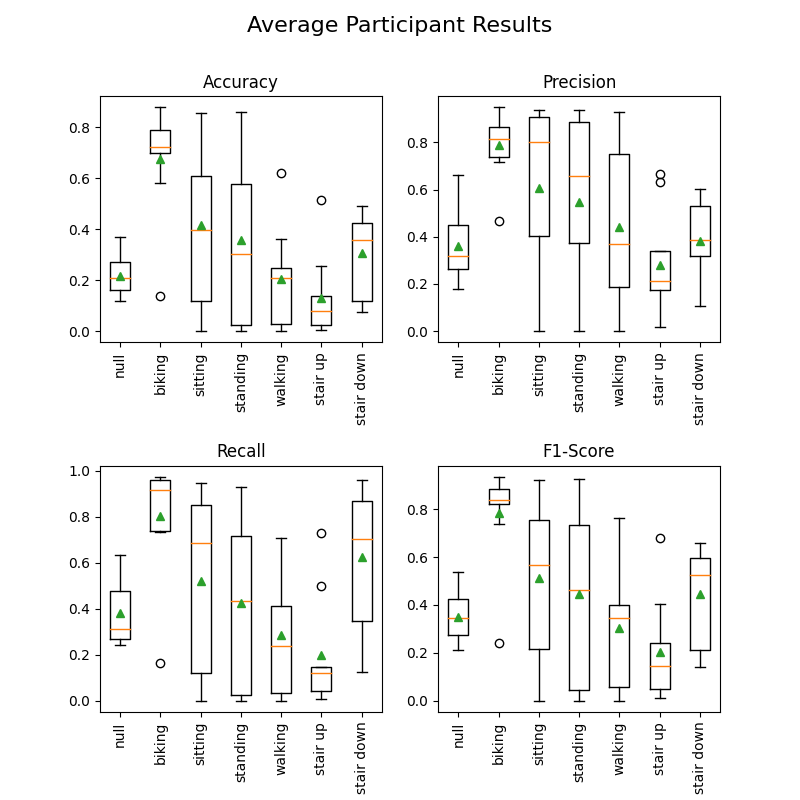 Average Participant Results
Accuracy
0.8
0.6
0.4
0.2
0.0
null
biking
sitting
standing
walking
stair up
stair down
Precision
0.8
0.6
0.4
0.2
0.0
null
biking
sitting
standing
walking
stair up
stair down
Recall
1.0
0.8
0.6
0.4
0.2
0.0
null
biking
sitting
standing
walking
stair up
stair down
F1-Score
0.8
0.6
0.4
0.2
0.0
null
biking
sitting
standing
walking
stair up
stair down